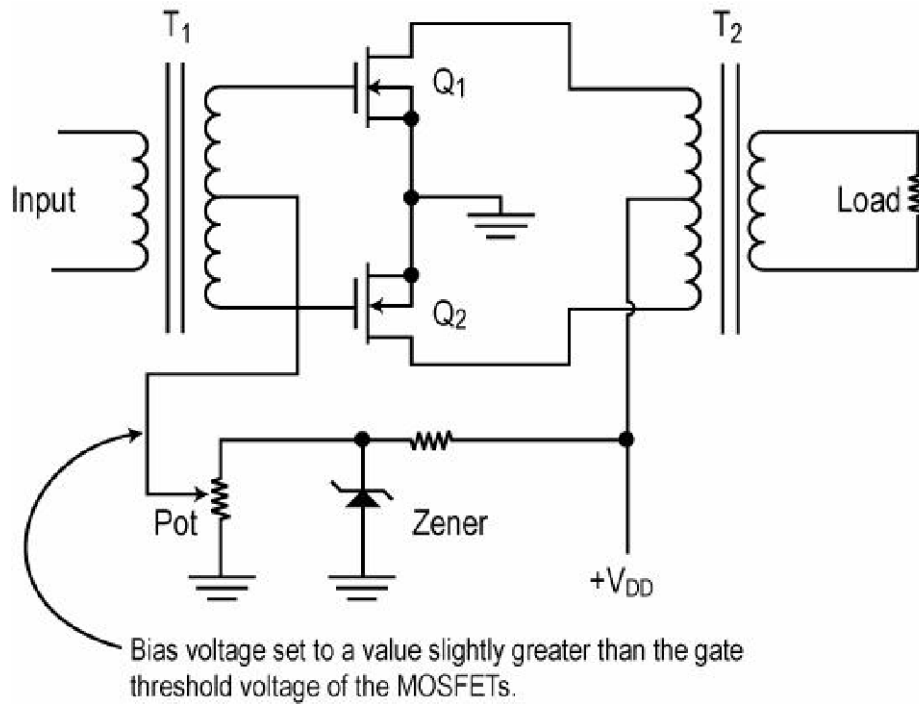 T1
T2
Q1
Input
Load
Q2
Pot
Zener
+VDD
Bias voltage set to a value slightly greater than the gate
threshold voltage of the MOSFETs.